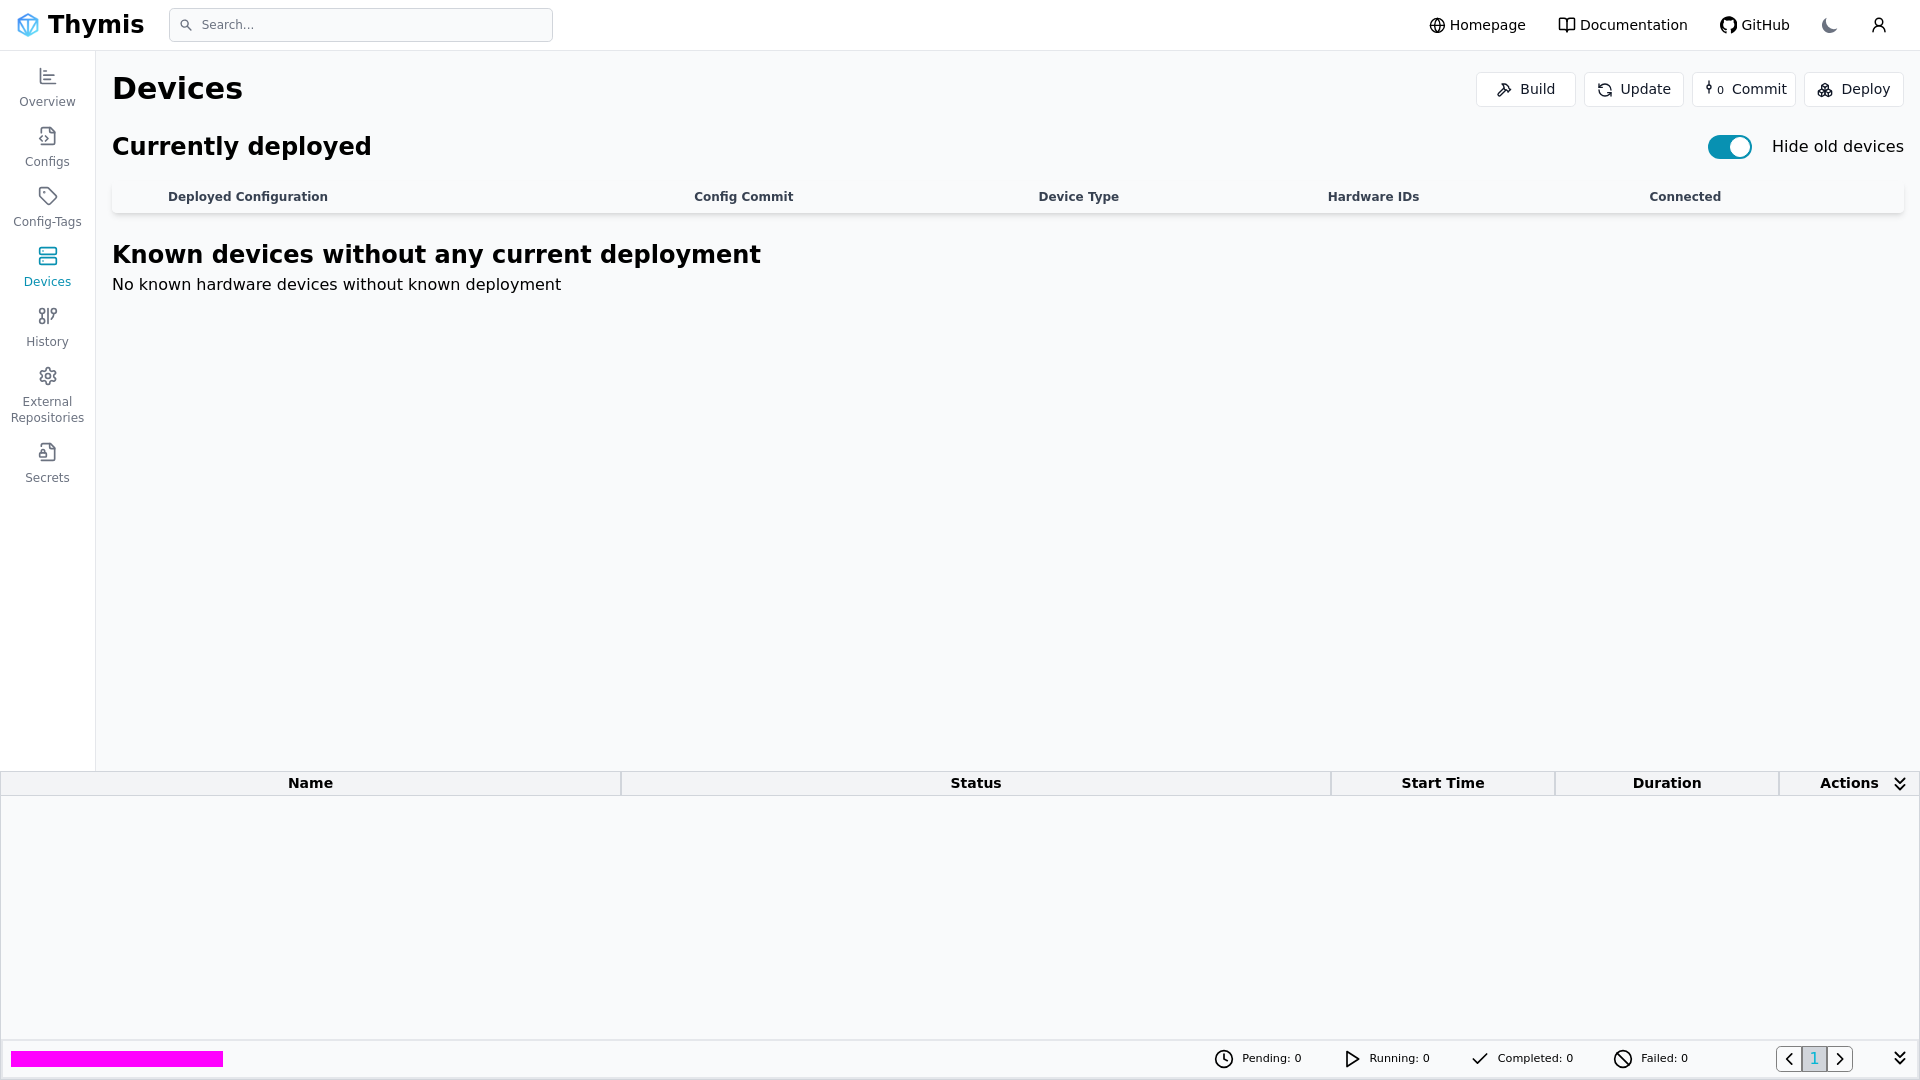 Thymis
Search...
Homepage
Documentation
GitHub
Overview
Configs
Config-Tags
Devices
History
External
Repositories
Secrets
Devices
Build
Update
0 Commit
Deploy
Currently deployed
Hide old devices
Deployed Configuration
Config Commit
Device Type
Hardware IDs
Connected
Known devices without any current deployment
No known hardware devices without known deployment
Name
Status
Start Time
Duration
Actions
Pending: 0
Running: 0
Completed: 0
Failed: 0
1